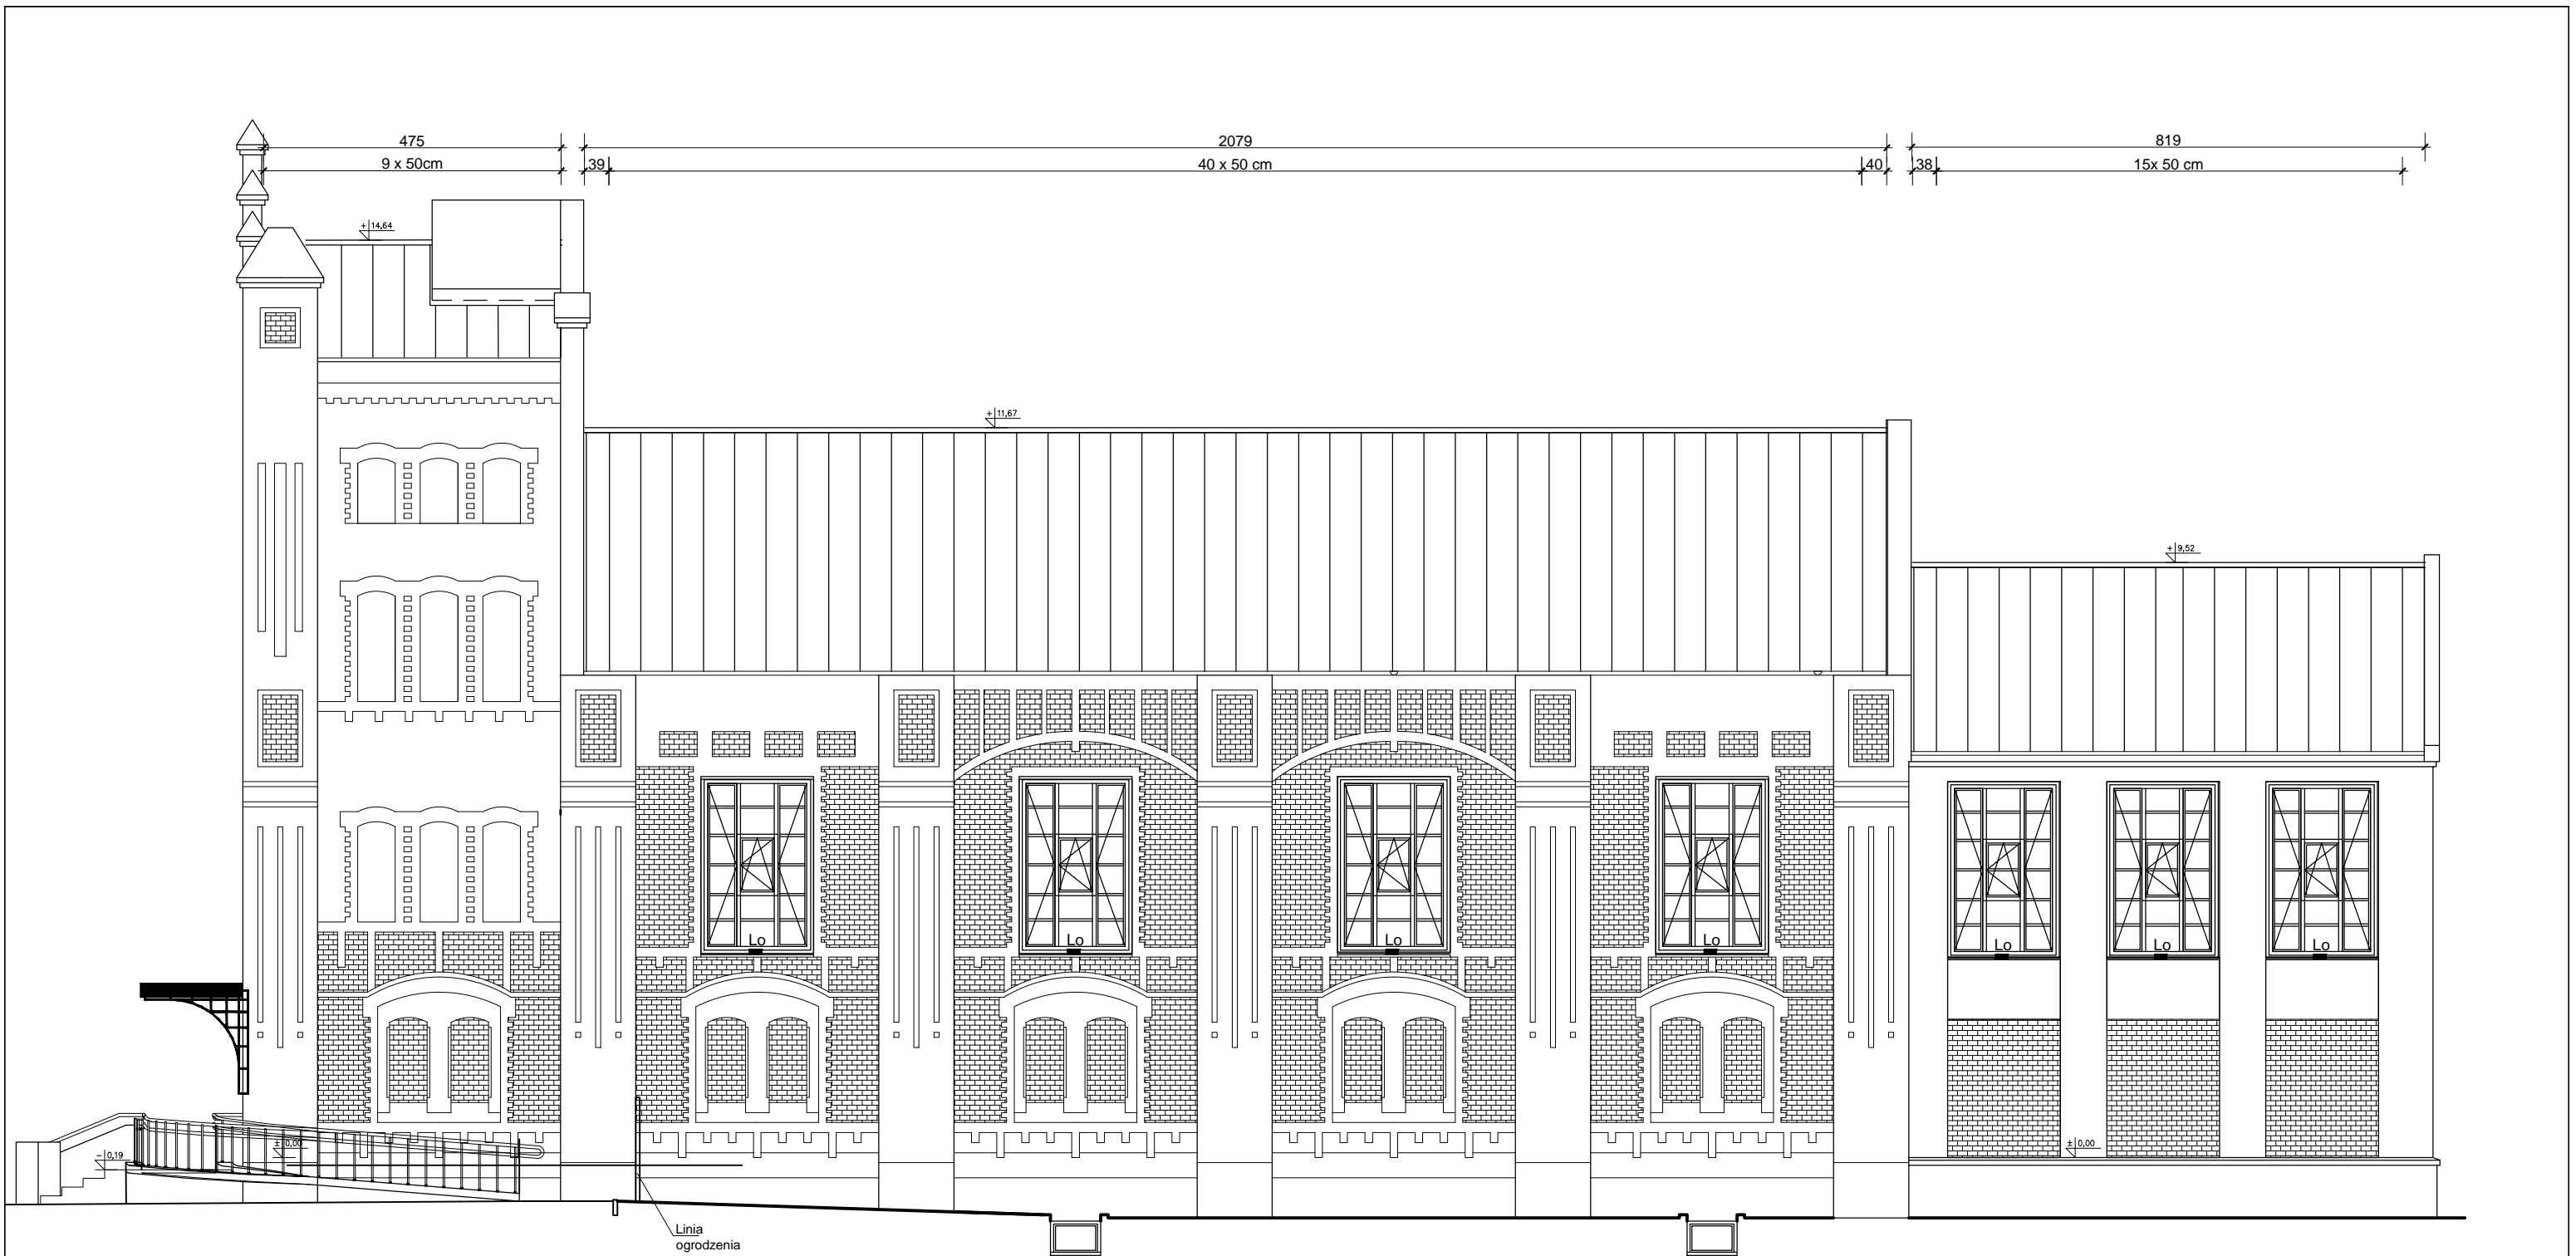 475
2079
819
9 x 50cm
39
40 x 50 cm
40
38
15x 50 cm
+ 14,64
+ 11,67
+ 9,52
Lo
Lo
Lo
Lo
Lo
Lo
Lo
± 0,00
± 0,00
- 0,19
Linia
ogrodzenia